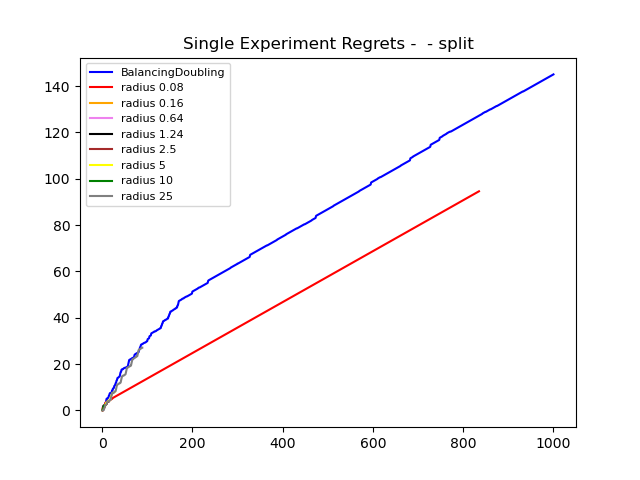 Single Experiment Regrets -  - split
BalancingDoubling
radius 0.08
radius 0.16
radius 0.64
radius 1.24
radius 2.5
radius 5
radius 10
radius 25
140
120
100
80
60
40
20
0
0 200 400 600 800 1000